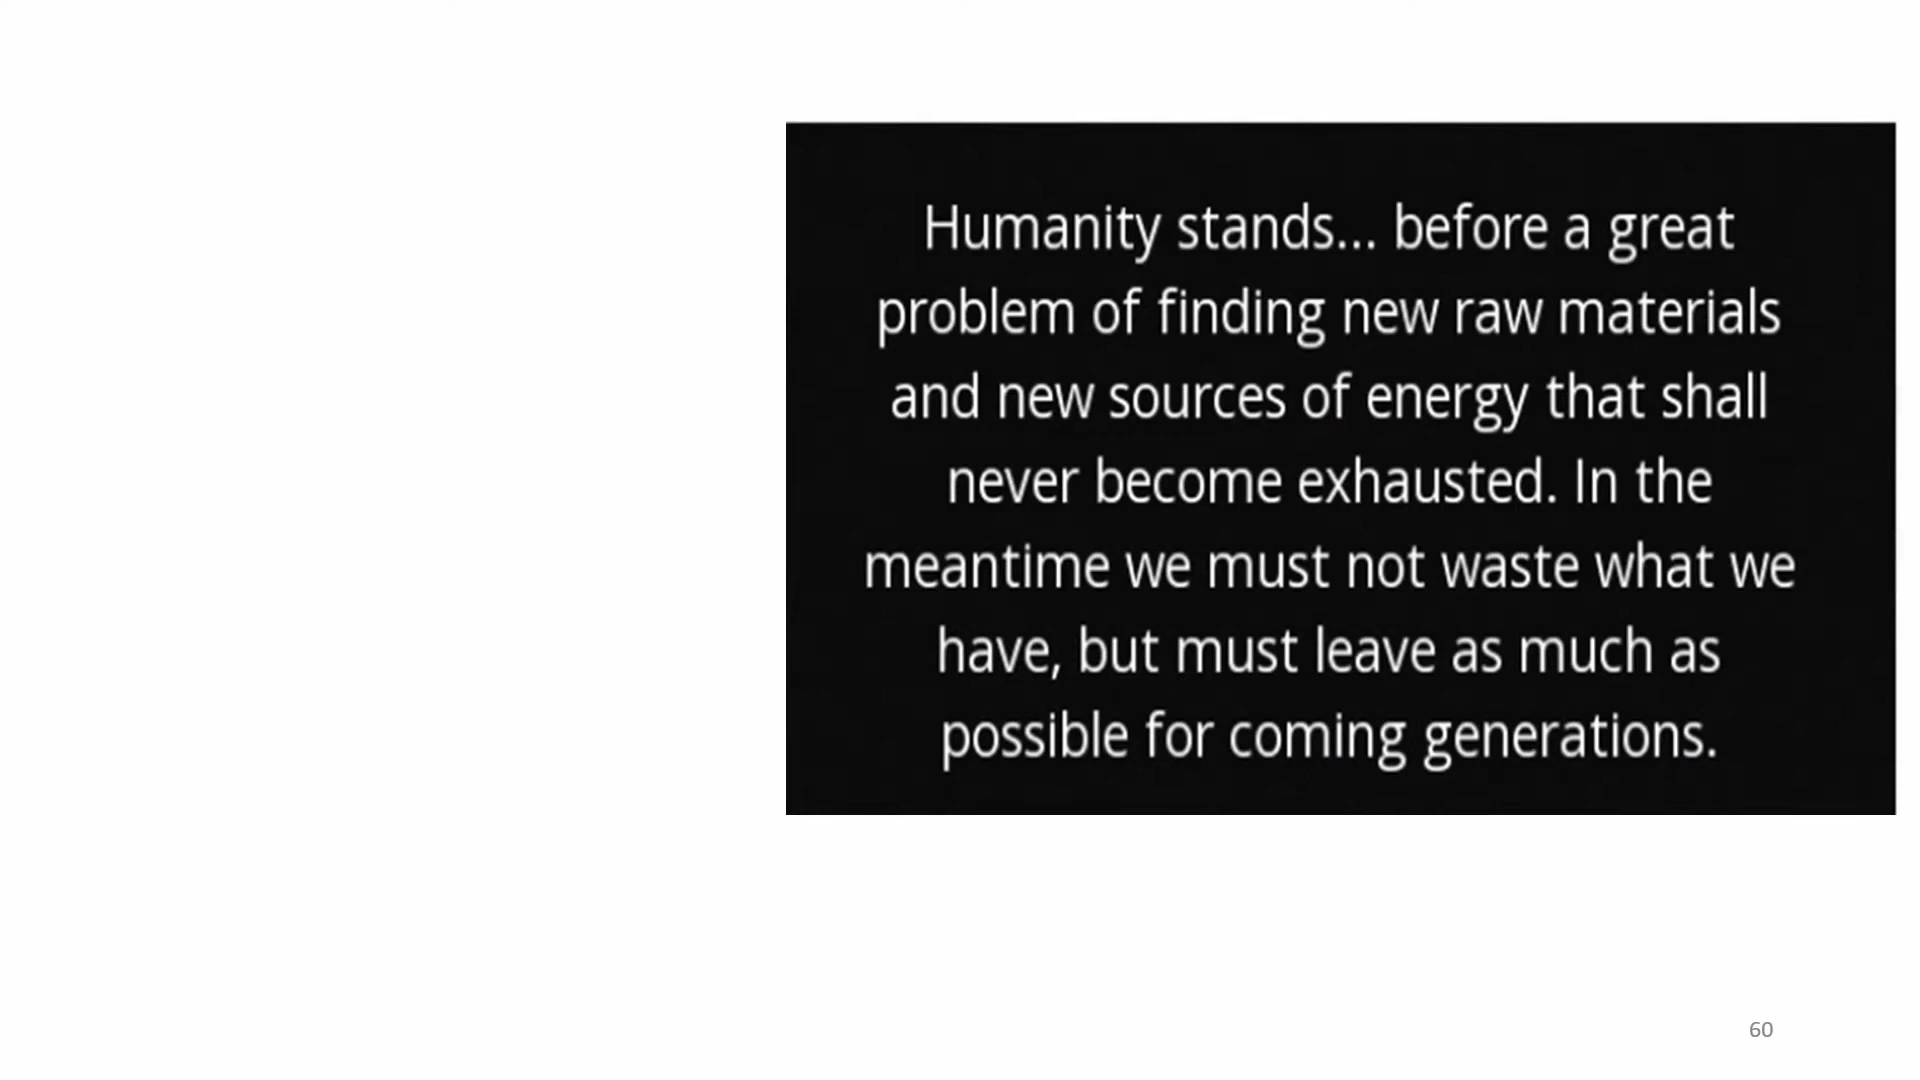 Humanity stands... before a great
problem of finding new raw materials
and new sources of energy that shall
never become exhausted. In the
meantime we must not waste what we
have, but must leave as much as
possible for coming generations.
60